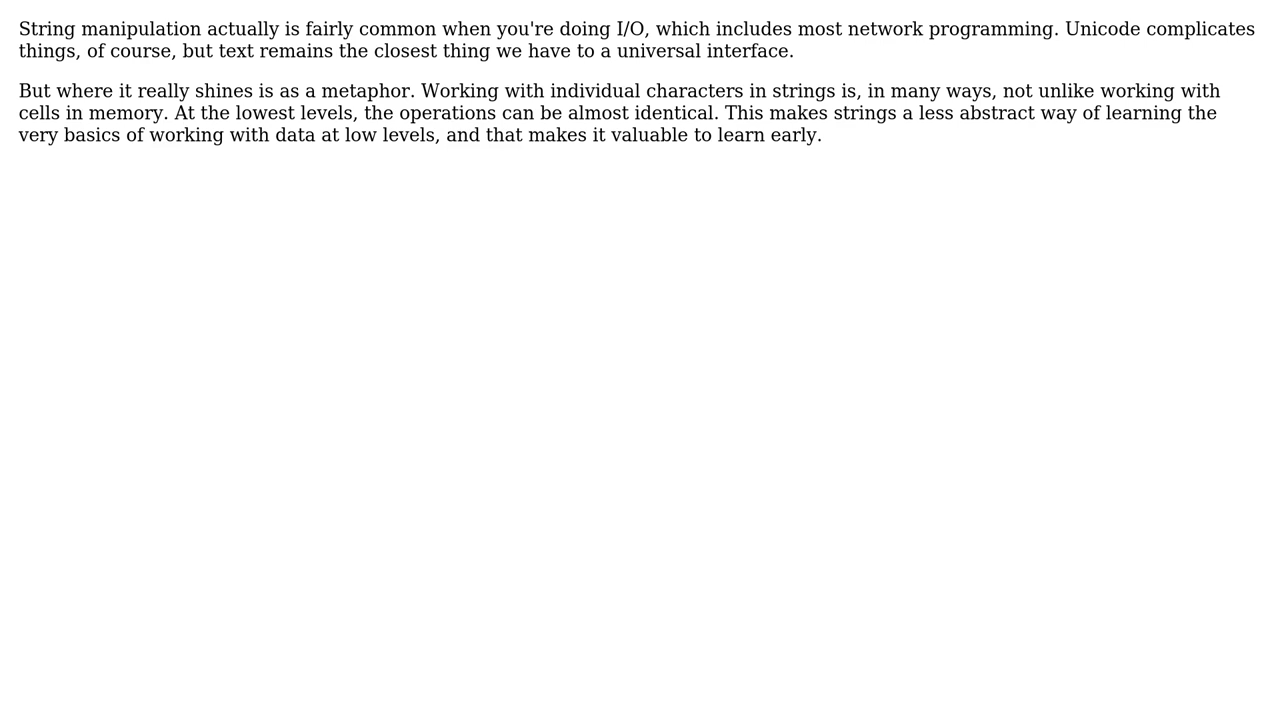 String manipulation actually is fairly common when you're doing I/O, which includes most network programming. Unicode complicates
things, of course, but text remains the closest thing we have to a universal interface.
But where it really shines is as a metaphor. Working with individual characters in strings is, in many ways, not unlike working with
cells in memory. At the lowest levels, the operations can be almost identical. This makes strings a less abstract way of learning the
very basics of working with data at low levels, and that makes it valuable to learn early.